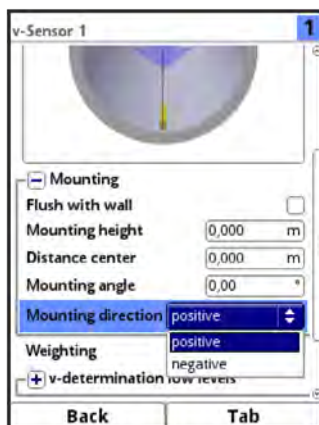 v-Sensor 1 1
Mounting
Flush with wall
Mounting height 0,000 m
Distance center 0,000 m
Mounting angle 0,00 °
Mounting direction positive
positive
Weighting
negative
v-determination low levels
Back Tab